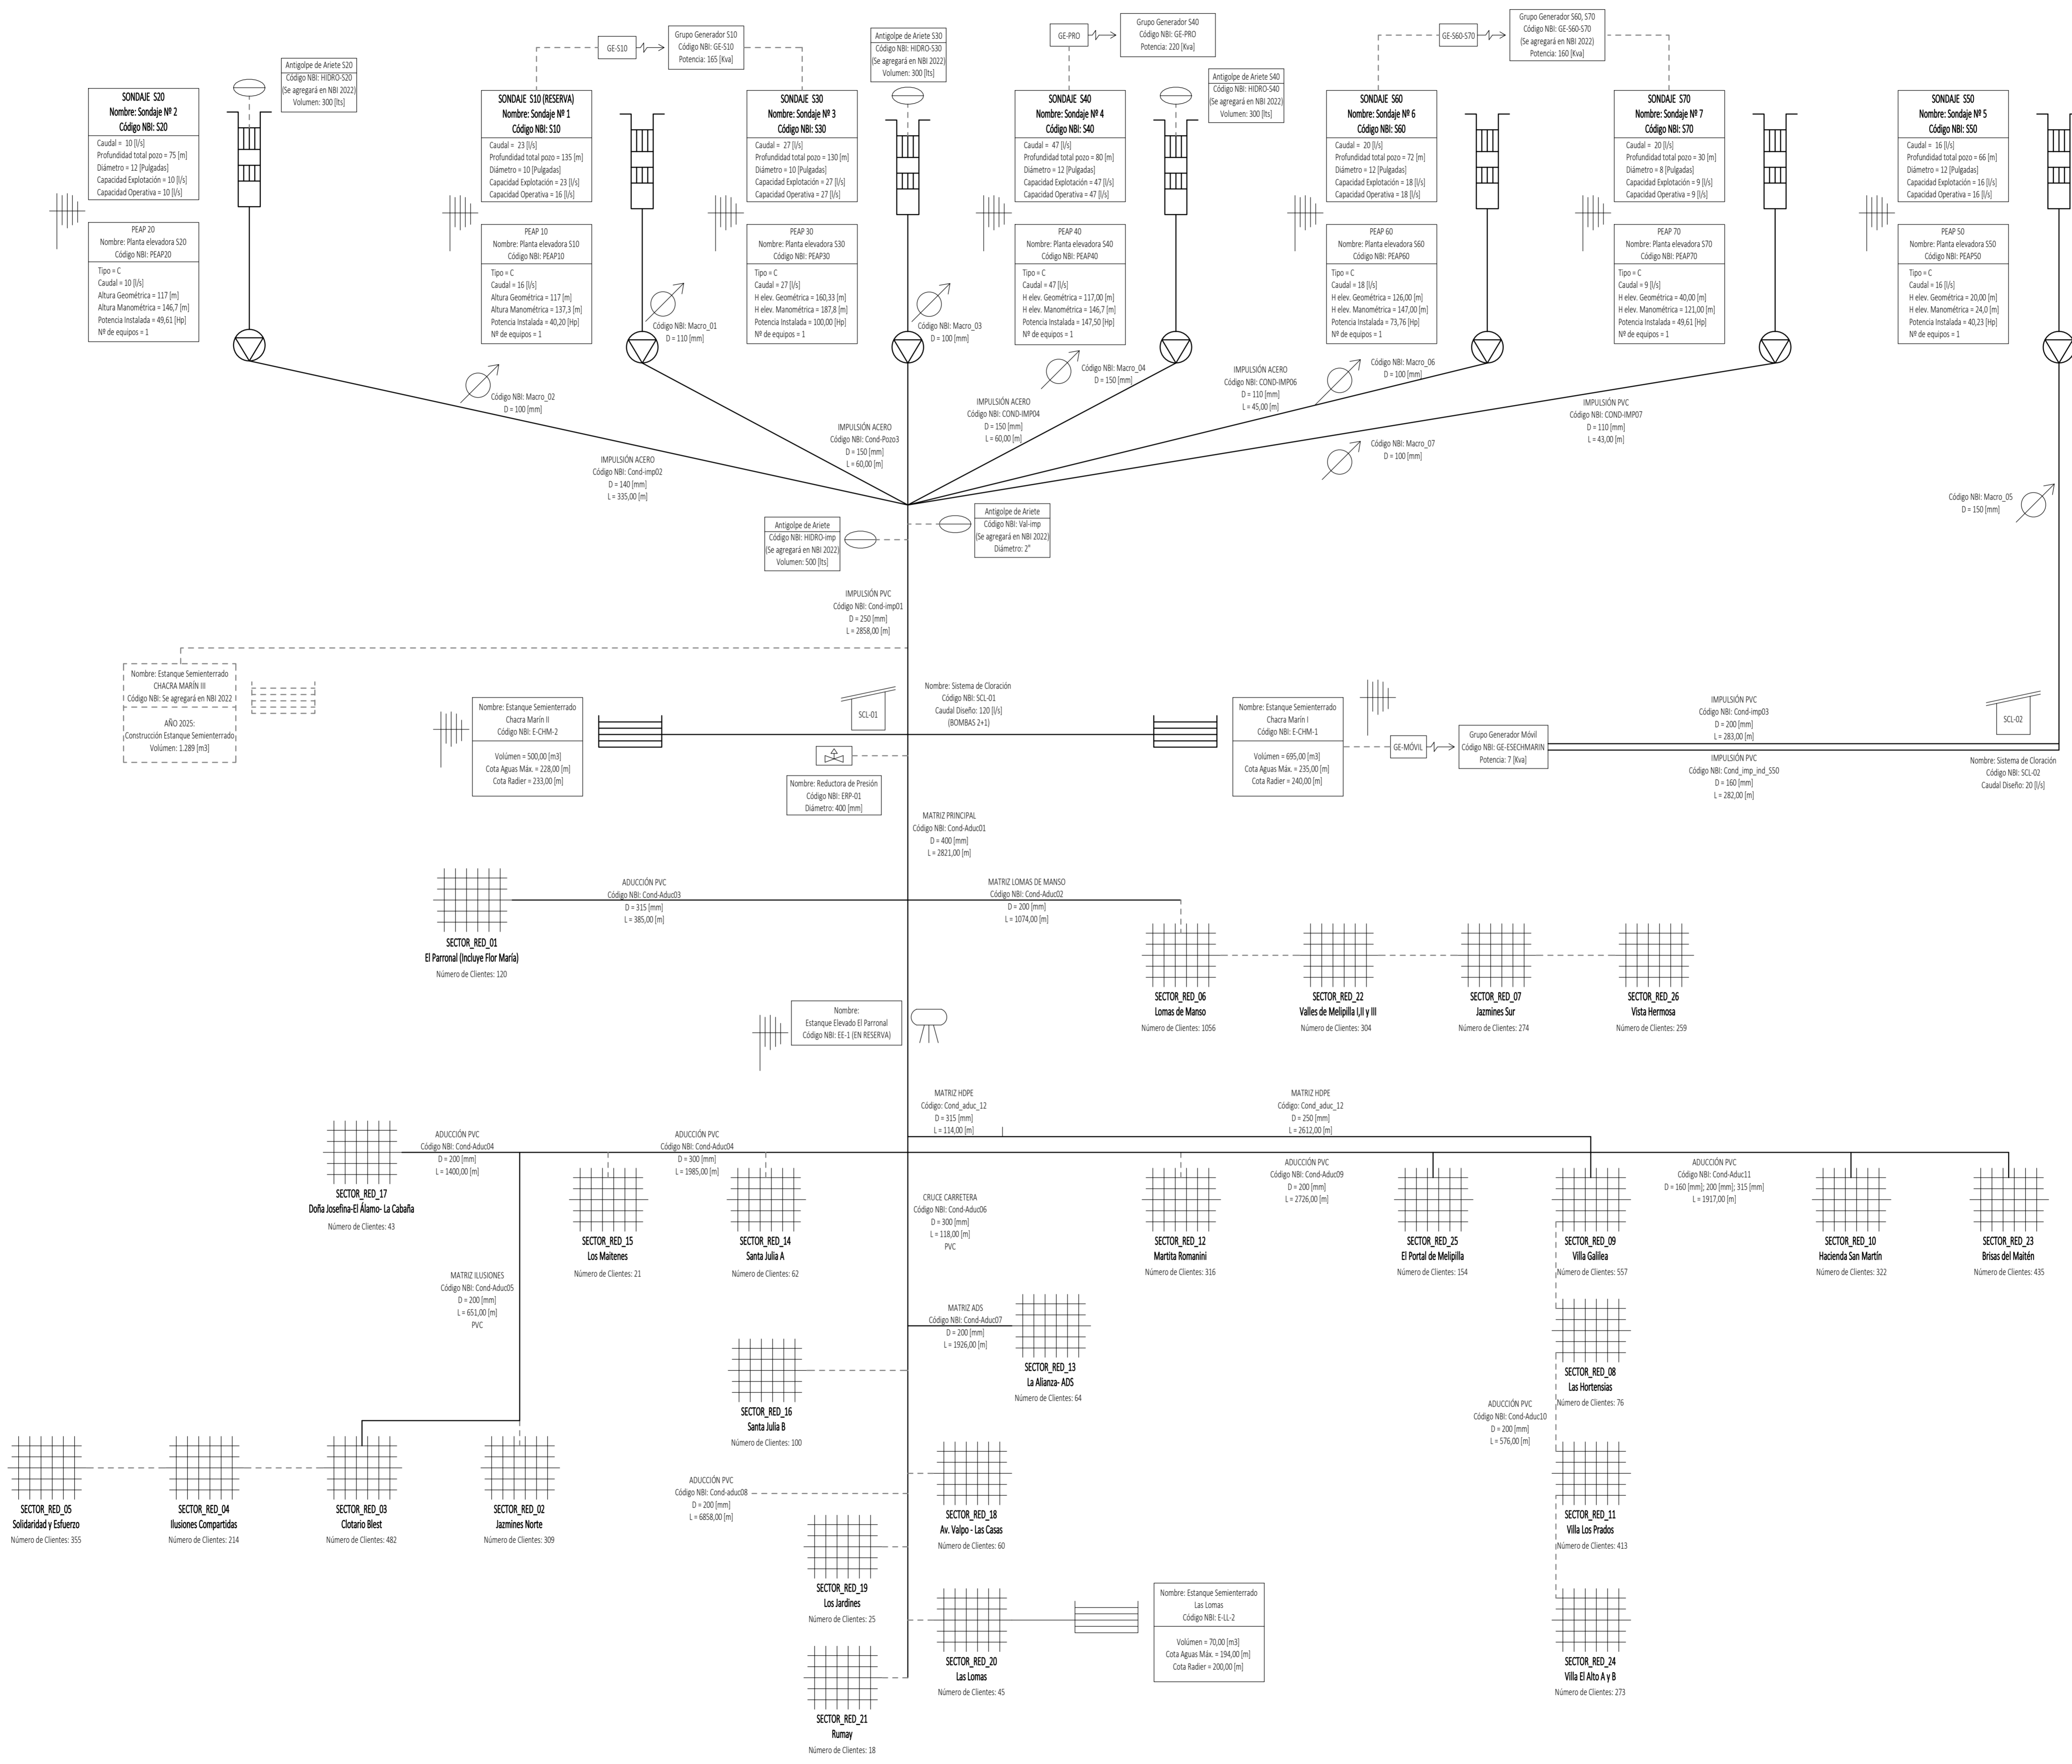 GE-S10
Grupo Generador S10
Código NBI: GE-S10
Potencia: 165 [Kva]
Antigolpe de Ariete S30
Código NBI: HIDRO-S30
(Se agregará en NBI 2022)
Volumen: 300 [lts]
GE-PRO
Grupo Generador S40
Código NBI: GE-PRO
Potencia: 220 [Kva]
GE-S60-S70
Grupo Generador S60, S70
Código NBI: GE-S60-S70
(Se agregará en NBI 2022)
Potencia: 160 [Kva]
Antigolpe de Ariete S20
Código NBI: HIDRO-S20
(Se agregará en NBI 2022)
Volumen: 300 [lts]
Antigolpe de Ariete S40
Código NBI: HIDRO-S40
(Se agregará en NBI 2022)
Volumen: 300 [lts]
SONDAJE S20
Nombre: Sondaje Nº 2
Código NBI: S20
Caudal = 10 [l/s]
Profundidad total pozo = 75 [m]
Diámetro = 12 [Pulgadas]
Capacidad Explotación = 10 [l/s]
Capacidad Operativa = 10 [l/s]
SONDAJE S10 (RESERVA)
Nombre: Sondaje Nº 1
Código NBI: S10
Caudal = 23 [l/s]
Profundidad total pozo = 135 [m]
Diámetro = 10 [Pulgadas]
Capacidad Explotación = 23 [l/s]
Capacidad Operativa = 16 [l/s]
SONDAJE S30
Nombre: Sondaje Nº 3
Código NBI: S30
Caudal = 27 [l/s]
Profundidad total pozo = 130 [m]
Diámetro = 10 [Pulgadas]
Capacidad Explotación = 27 [l/s]
Capacidad Operativa = 27 [l/s]
SONDAJE S40
Nombre: Sondaje Nº 4
Código NBI: S40
Caudal = 47 [l/s]
Profundidad total pozo = 80 [m]
Diámetro = 12 [Pulgadas]
Capacidad Explotación = 47 [l/s]
Capacidad Operativa = 47 [l/s]
SONDAJE S60
Nombre: Sondaje Nº 6
Código NBI: S60
Caudal = 20 [l/s]
Profundidad total pozo = 72 [m]
Diámetro = 12 [Pulgadas]
Capacidad Explotación = 18 [l/s]
Capacidad Operativa = 18 [l/s]
SONDAJE S70
Nombre: Sondaje Nº 7
Código NBI: S70
Caudal = 20 [l/s]
Profundidad total pozo = 30 [m]
Diámetro = 8 [Pulgadas]
Capacidad Explotación = 9 [l/s]
Capacidad Operativa = 9 [l/s]
SONDAJE S50
Nombre: Sondaje Nº 5
Código NBI: S50
Caudal = 16 [l/s]
Profundidad total pozo = 66 [m]
Diámetro = 12 [Pulgadas]
Capacidad Explotación = 16 [l/s]
Capacidad Operativa = 16 [l/s]
PEAP 20
Nombre: Planta elevadora S20
Código NBI: PEAP20
Tipo = C
Caudal = 10 [l/s]
Altura Geométrica = 117 [m]
Altura Manométrica = 146,7 [m]
Potencia Instalada = 49,61 [Hp]
Nº de equipos = 1
PEAP 10
Nombre: Planta elevadora S10
Código NBI: PEAP10
Tipo = C
Caudal = 16 [l/s]
Altura Geométrica = 117 [m]
Altura Manométrica = 137,3 [m]
Potencia Instalada = 40,20 [Hp]
Nº de equipos = 1
PEAP 30
Nombre: Planta elevadora S30
Código NBI: PEAP30
Tipo = C
Caudal = 27 [l/s]
H elev. Geométrica = 160,33 [m]
H elev. Manométrica = 187,8 [m]
Potencia Instalada = 100,00 [Hp]
Nº de equipos = 1
PEAP 40
Nombre: Planta elevadora S40
Código NBI: PEAP40
Tipo = C
Caudal = 47 [l/s]
H elev. Geométrica = 117,00 [m]
H elev. Manométrica = 146,7 [m]
Potencia Instalada = 147,50 [Hp]
Nº de equipos = 1
PEAP 60
Nombre: Planta elevadora S60
Código NBI: PEAP60
Tipo = C
Caudal = 18 [l/s]
H elev. Geométrica = 126,00 [m]
H elev. Manométrica = 147,00 [m]
Potencia Instalada = 73,76 [Hp]
Nº de equipos = 1
PEAP 70
Nombre: Planta elevadora S70
Código NBI: PEAP70
Tipo = C
Caudal = 9 [l/s]
H elev. Geométrica = 40,00 [m]
H elev. Manométrica = 121,00 [m]
Potencia Instalada = 49,61 [Hp]
Nº de equipos = 1
PEAP 50
Nombre: Planta elevadora S50
Código NBI: PEAP50
Tipo = C
Caudal = 16 [l/s]
H elev. Geométrica = 20,00 [m]
H elev. Manométrica = 24,0 [m]
Potencia Instalada = 40,23 [Hp]
Nº de equipos = 1
Código NBI: Macro_01
D = 110 [mm]
Código NBI: Macro_03
D = 100 [mm]
Código NBI: Macro_02
D = 100 [mm]
Código NBI: Macro_04
D = 150 [mm]
Código NBI: Macro_06
D = 100 [mm]
IMPULSIÓN ACERO
Código NBI: COND-IMP06
D = 110 [mm]
L = 45,00 [m]
IMPULSIÓN ACERO
Código NBI: COND-IMP04
D = 150 [mm]
L = 60,00 [m]
IMPULSIÓN PVC
Código NBI: COND-IMP07
D = 110 [mm]
L = 43,00 [m]
IMPULSIÓN ACERO
Código NBI: Cond-Pozo3
D = 150 [mm]
L = 60,00 [m]
Código NBI: Macro_07
D = 100 [mm]
IMPULSIÓN ACERO
Código NBI: Cond-imp02
D = 140 [mm]
L = 335,00 [m]
Código NBI: Macro_05
D = 150 [mm]
Antigolpe de Ariete
Código NBI: HIDRO-imp
(Se agregará en NBI 2022)
Volumen: 500 [lts]
Antigolpe de Ariete
Código NBI: Val-imp
(Se agregará en NBI 2022)
Diámetro: 2"
IMPULSIÓN PVC
Código NBI: Cond-imp01
D = 250 [mm]
L = 2858,00 [m]
Nombre: Estanque Semienterrado
CHACRA MARÍN III
Código NBI: Se agregará en NBI 2022
AÑO 2025:
Construcción Estanque Semienterrado
Volúmen: 1.289 [m3]
Nombre: Estanque Semienterrado
Chacra Marín II
Código NBI: E-CHM-2
Volúmen = 500,00 [m3]
Cota Aguas Máx. = 228,00 [m]
Cota Radier = 233,00 [m]
SCL-01
Nombre: Sistema de Cloración
Código NBI: SCL-01
Caudal Diseño: 120 [l/s]
(BOMBAS 2+1)
Nombre: Estanque Semienterrado
Chacra Marín I
Código NBI: E-CHM-1
Volúmen = 695,00 [m3]
Cota Aguas Máx. = 235,00 [m]
Cota Radier = 240,00 [m]
GE-MÓVIL
Grupo Generador Móvil
Código NBI: GE-ESECHMARIN
Potencia: 7 [Kva]
IMPULSIÓN PVC
Código NBI: Cond-imp03
D = 200 [mm]
L = 283,00 [m]
IMPULSIÓN PVC
Código NBI: Cond_imp_ind_S50
D = 160 [mm]
L = 282,00 [m]
SCL-02
Nombre: Sistema de Cloración
Código NBI: SCL-02
Caudal Diseño: 20 [l/s]
Nombre: Reductora de Presión
Código NBI: ERP-01
Diámetro: 400 [mm]
MATRIZ PRINCIPAL
Código NBI: Cond-Aduc01
D = 400 [mm]
L = 2821,00 [m]
ADUCCIÓN PVC
Código NBI: Cond-Aduc03
D = 315 [mm]
L = 385,00 [m]
MATRIZ LOMAS DE MANSO
Código NBI: Cond-Aduc02
D = 200 [mm]
L = 1074,00 [m]
SECTOR_RED_01
El Parronal (Incluye Flor María)
Número de Clientes: 120
SECTOR_RED_06
Lomas de Manso
Número de Clientes: 1056
SECTOR_RED_22
Valles de Melipilla I,II y III
Número de Clientes: 304
SECTOR_RED_07
Jazmines Sur
Número de Clientes: 274
SECTOR_RED_26
Vista Hermosa
Número de Clientes: 259
Nombre:
Estanque Elevado El Parronal
Código NBI: EE-1 (EN RESERVA)
MATRIZ HDPE
Código: Cond_aduc_12
D = 315 [mm]
L = 114,00 [m]
MATRIZ HDPE
Código: Cond_aduc_12
D = 250 [mm]
L = 2612,00 [m]
ADUCCIÓN PVC
Código NBI: Cond-Aduc04
D = 200 [mm]
L = 1400,00 [m]
ADUCCIÓN PVC
Código NBI: Cond-Aduc04
D = 300 [mm]
L = 1985,00 [m]
ADUCCIÓN PVC
Código NBI: Cond-Aduc09
D = 200 [mm]
L = 2726,00 [m]
ADUCCIÓN PVC
Código NBI: Cond-Aduc11
D = 160 [mm]; 200 [mm]; 315 [mm]
L = 1917,00 [m]
SECTOR_RED_17
Doña Josefina-El Álamo- La Cabaña
Número de Clientes: 43
CRUCE CARRETERA
Código NBI: Cond-Aduc06
D = 300 [mm]
L = 118,00 [m]
PVC
SECTOR_RED_15
Los Maitenes
Número de Clientes: 21
SECTOR_RED_14
Santa Julia A
Número de Clientes: 62
SECTOR_RED_12
Martita Romanini
Número de Clientes: 316
SECTOR_RED_25
El Portal de Melipilla
Número de Clientes: 154
SECTOR_RED_09
Villa Galilea
Número de Clientes: 557
SECTOR_RED_10
Hacienda San Martín
Número de Clientes: 322
SECTOR_RED_23
Brisas del Maitén
Número de Clientes: 435
MATRIZ ILUSIONES
Código NBI: Cond-Aduc05
D = 200 [mm]
L = 651,00 [m]
PVC
MATRIZ ADS
Código NBI: Cond-Aduc07
D = 200 [mm]
L = 1926,00 [m]
SECTOR_RED_13
La Alianza- ADS
Número de Clientes: 64
SECTOR_RED_08
Las Hortensias
Número de Clientes: 76
SECTOR_RED_16
Santa Julia B
Número de Clientes: 100
ADUCCIÓN PVC
Código NBI: Cond-Aduc10
D = 200 [mm]
L = 576,00 [m]
ADUCCIÓN PVC
Código NBI: Cond-aduc08
D = 200 [mm]
L = 6858,00 [m]
SECTOR_RED_05
Solidaridad y Esfuerzo
Número de Clientes: 355
SECTOR_RED_04
Ilusiones Compartidas
Número de Clientes: 214
SECTOR_RED_03
Clotario Blest
Número de Clientes: 482
SECTOR_RED_02
Jazmines Norte
Número de Clientes: 309
SECTOR_RED_18
Av. Valpo - Las Casas
Número de Clientes: 60
SECTOR_RED_11
Villa Los Prados
Número de Clientes: 413
SECTOR_RED_19
Los Jardines
Número de Clientes: 25
Nombre: Estanque Semienterrado
Las Lomas
Código NBI: E-LL-2
Volúmen = 70,00 [m3]
Cota Aguas Máx. = 194,00 [m]
Cota Radier = 200,00 [m]
SECTOR_RED_20
Las Lomas
Número de Clientes: 45
SECTOR_RED_24
Villa El Alto A y B
Número de Clientes: 273
SECTOR_RED_21
Rumay
Número de Clientes: 18